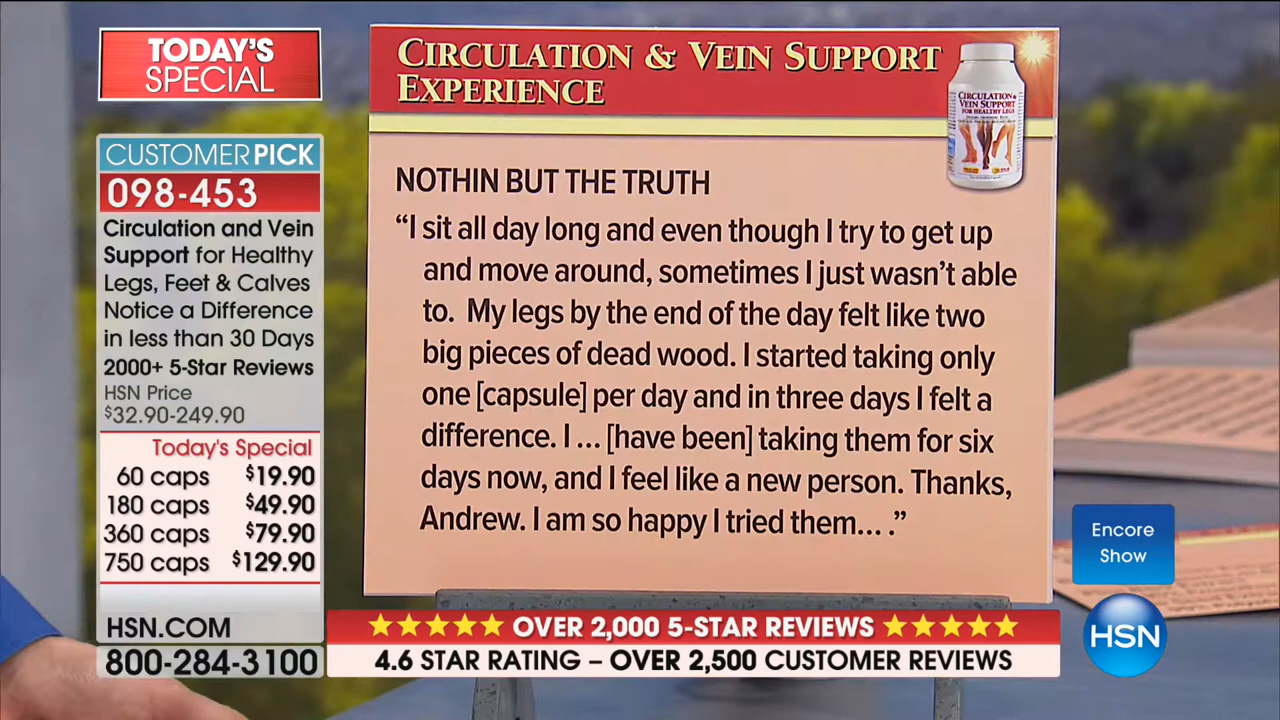 TODAY'S
SPECIAL
CUSTOMER PICK
098-453
Circulation and Vein
Support for Healthy
Legs, Feet & Calves
Notice a Difference
in less than 30 Days
2000+ 5-Star Reviews
HSN Price
$32.90-249.90
Today's Special
60 caps $19.90
180 caps $49.90
360 caps $79.90
750 caps $129.90
HSN.COM
800-284-3100
CIRCULATION & VEIN SUPPORT
EXPERIENCE
CIRCULATION &
VEIN SUPPORT
FOR HEALTHY LEGS
NOTHIN BUT THE TRUTH
“I sit all day long and even though I try to get up
and move around, sometimes I just wasn’t able
to. My legs by the end of the day felt like two
big pieces of dead wood. I started taking only
one [capsule] per day and in three days I felt a
difference. I ... [have been] taking them for six
days now, and I feel like a new person. Thanks,
Andrew. I am so happy I tried them... .”
Encore
Show
HSN
OVER 2,000 5-STAR REVIEWS
4.6 STAR RATING – OVER 2,500 CUSTOMER REVIEWS